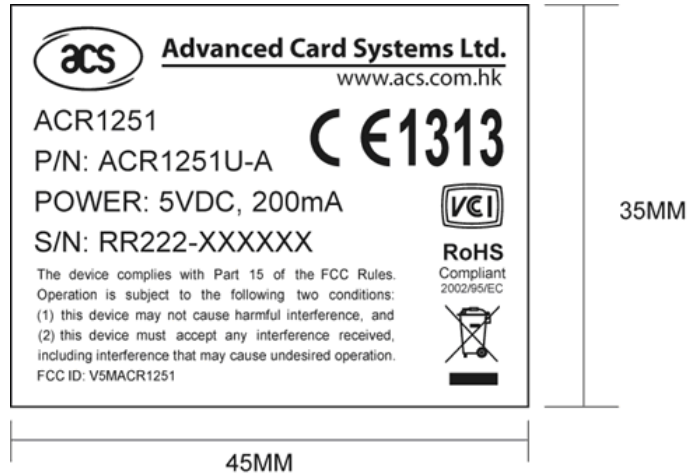 acs
Advanced Card Systems Ltd.
www.acs.com.hk
ACR1251
CE1313
P/N: ACR1251U-A
POWER: 5VDC, 200mA
S/N: RR222-XXXXXX
VCI
RoHS
Compliant
2002/95/EC
The device complies with Part 15 of the FCC Rules.
Operation is subject to the following two conditions:
(1) this device may not cause harmful interference, and
(2) this device must accept any interference received,
including interference that may cause undesired operation.
FCC ID: V5MACR1251
35MM
45MM